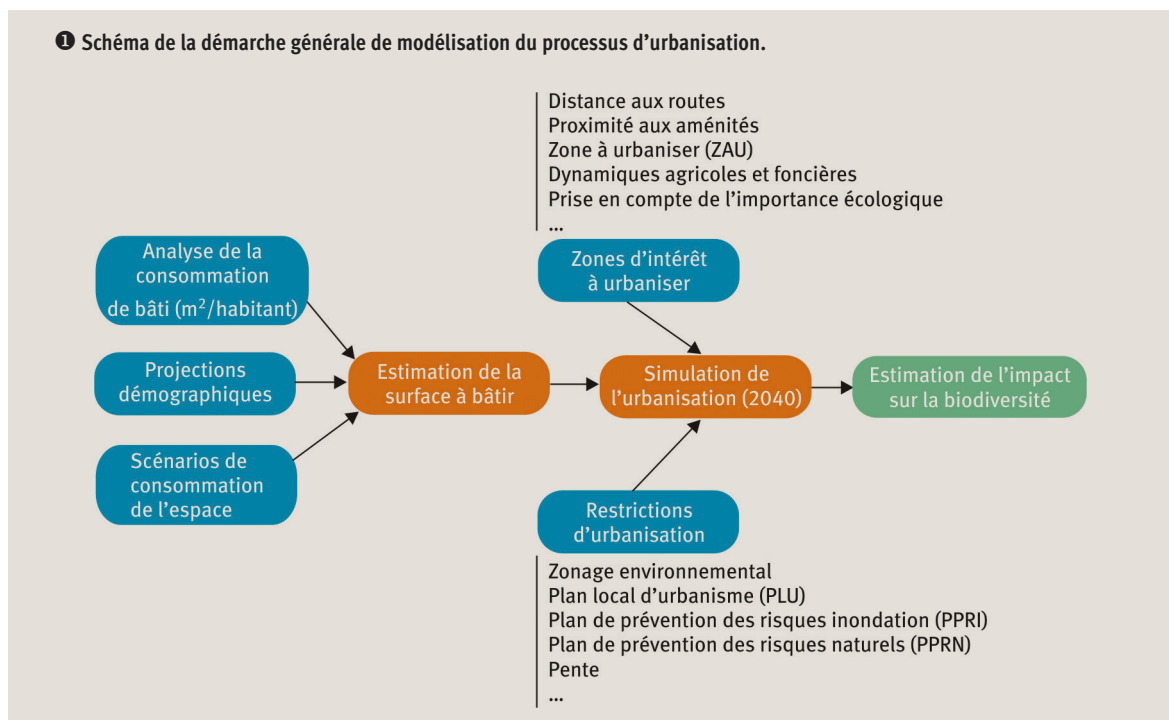 ❶ Schéma de la démarche générale de modélisation du processus d’urbanisation.
Distance aux routes
Proximité aux aménités
Zone à urbaniser (ZAU)
Dynamiques agricoles et foncières
Prise en compte de l’importance écologique
...
Analyse de la
consommation
de bâti (m²/habitant)
Zones d’intérêt
à urbaniser
Projections
démographiques
Estimation de la
surface à bâtir
Simulation de
l’urbanisation (2040)
Estimation de l’impact
sur la biodiversité
Scénarios de
consommation
de l’espace
Restrictions
d’urbanisation
Zonage environnemental
Plan local d’urbanisme (PLU)
Plan de prévention des risques inondation (PPRI)
Plan de prévention des risques naturels (PPRN)
Pente
...